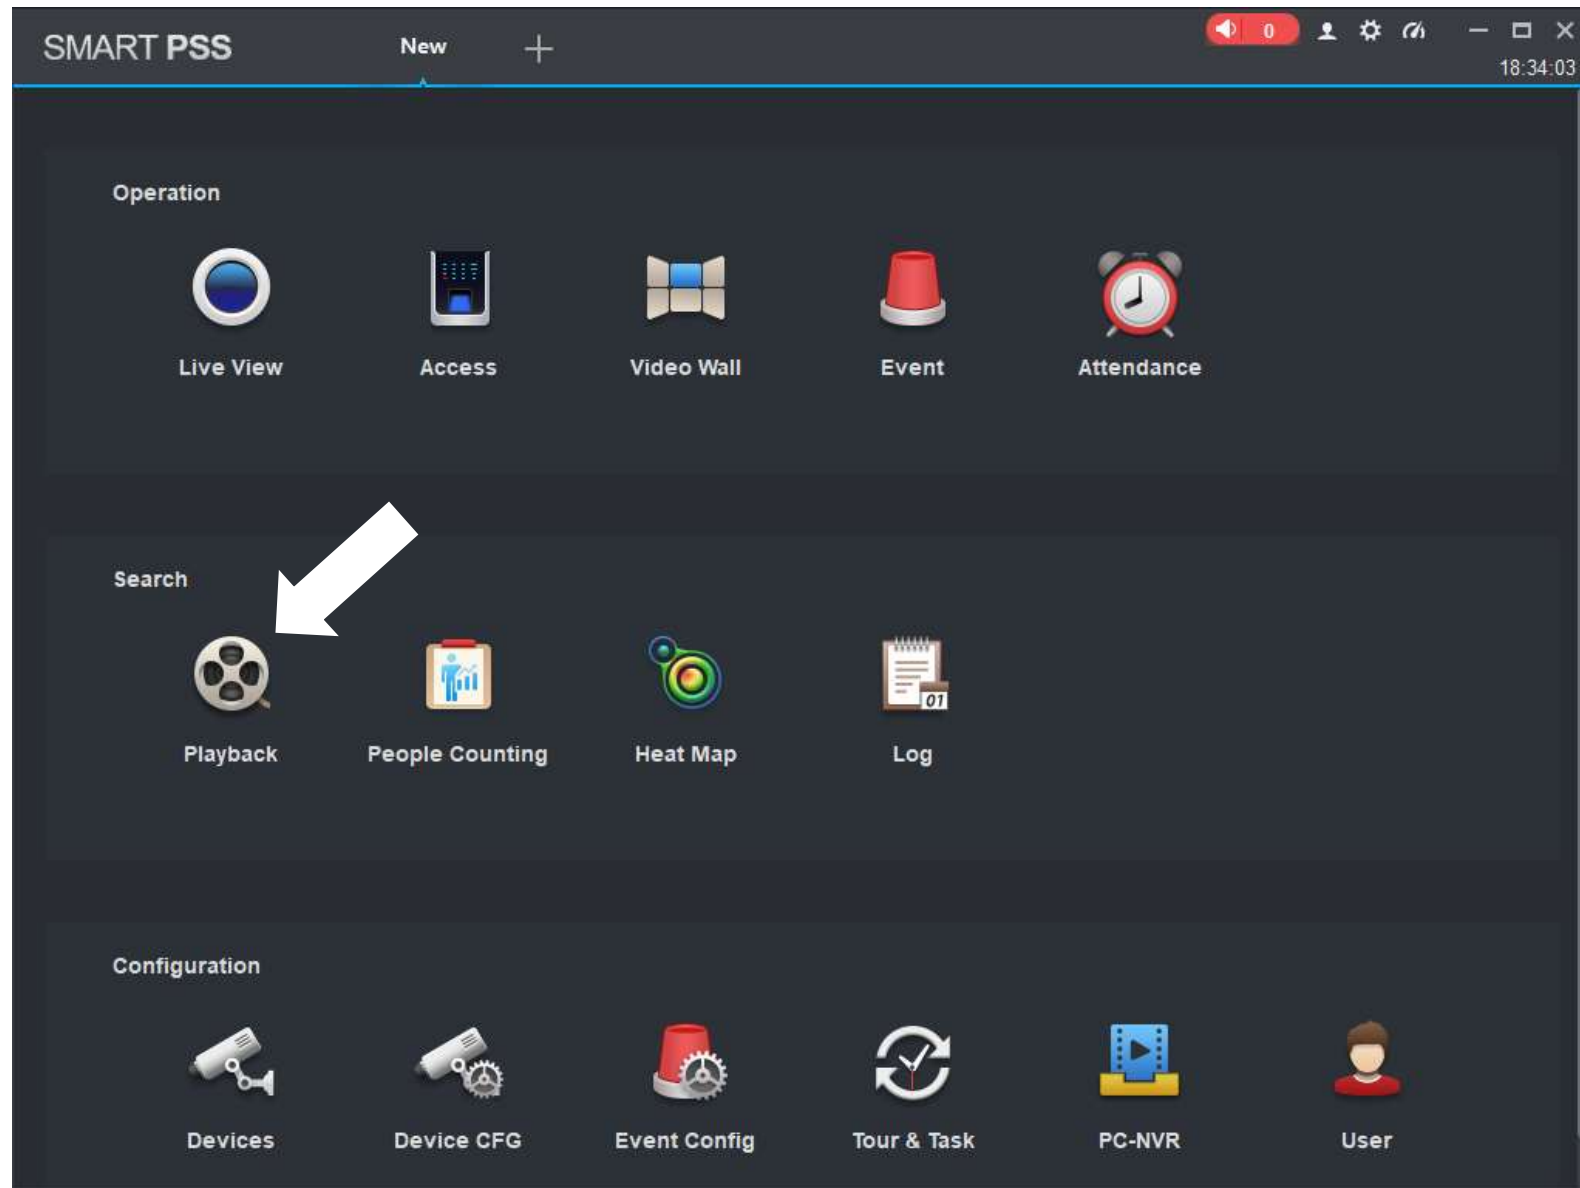 SMART PSS
New
0
18:34:03
Operation
Live View
Access
Video Wall
Event
Attendance
Search
01
Playback
People Counting
Heat Map
Log
Configuration
Devices
Device CFG
Event Config
Tour & Task
PC-NVR
User